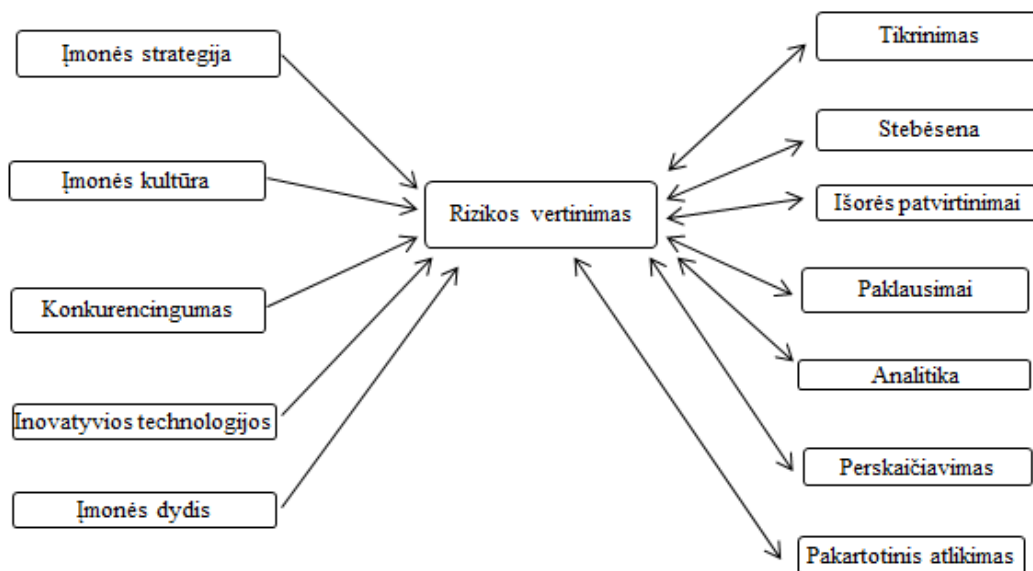 Įmonės strategija
Įmonės kultūra
Konkurencingumas
Inovatyvios technologijos
Įmonės dydis
Rizikos vertinimas
Tikrinimas
Stebėsena
Išorės patvirtinimai
Paklausimai
Analitika
Perskaičiavimas
Pakartotinis atlikimas